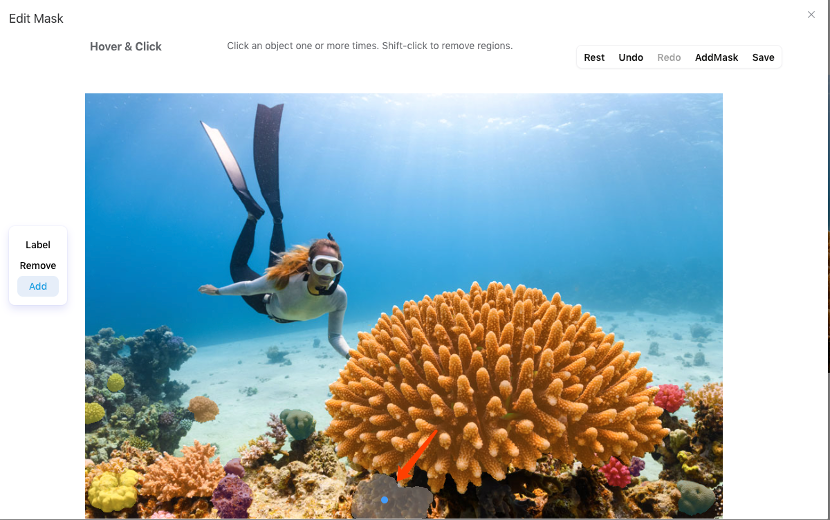 Edit Mask
Hover & Click
Click an object one or more times. Shift-click to remove regions.
Rest Undo Redo AddMask Save
Label
Remove
Add